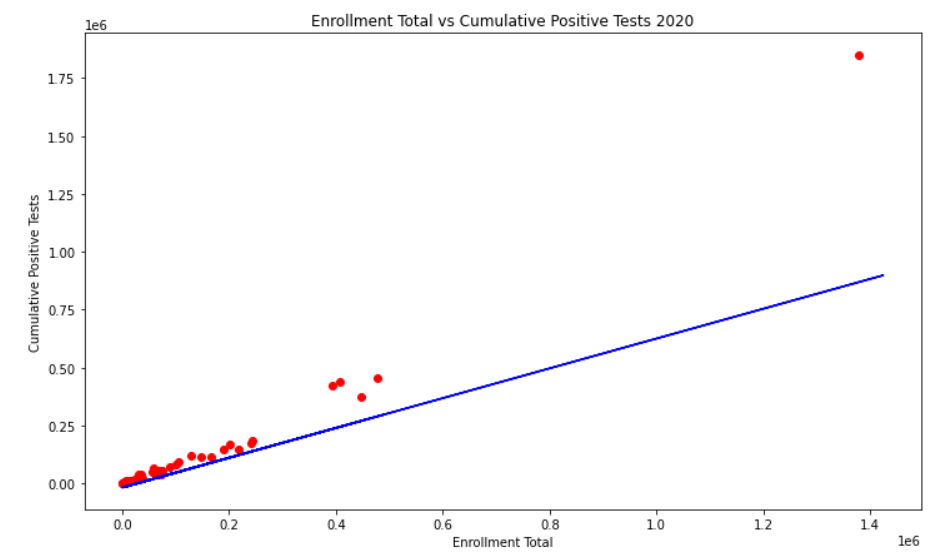 Enrollment Total vs Cumulative Positive Tests 2020
1e6
1.75
1.50
1.25
1.00
0.75
0.50
0.25
0.00
Cumulative Positive Tests
0.0 0.2 0.4 0.6 0.8 1.0 1.2 1.4
Enrollment Total
1e6